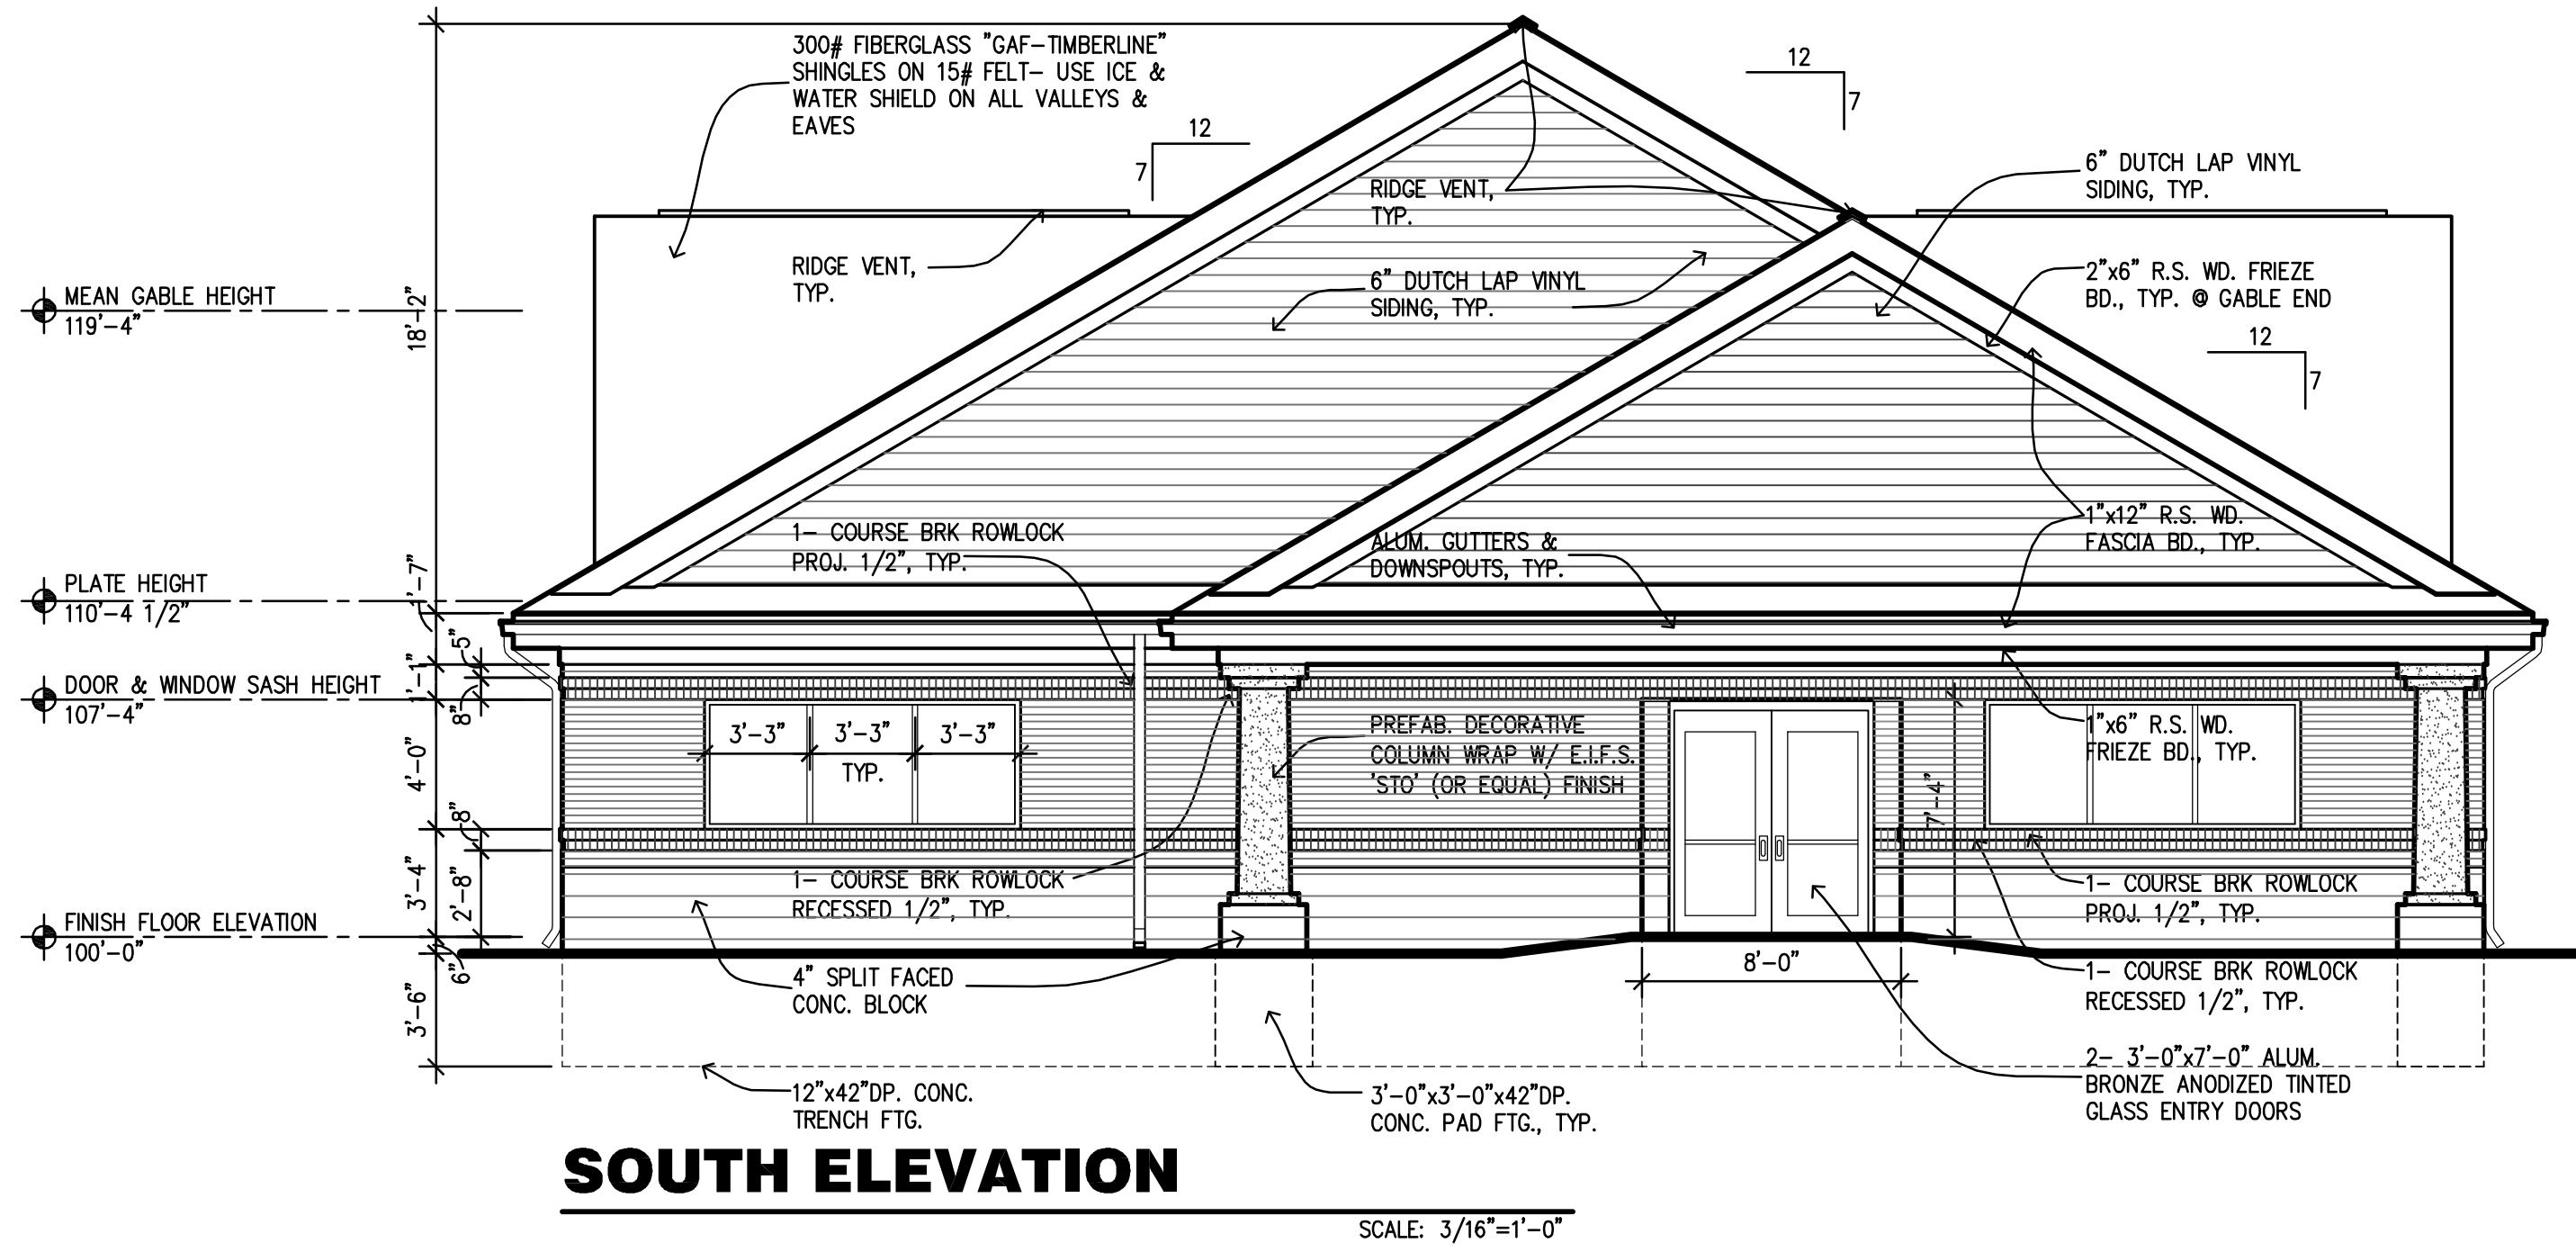 300# FIBERGLASS "GAF-TIMBERLINE"
SHINGLES ON 15# FELT- USE ICE &
WATER SHIELD ON ALL VALLEYS &
EAVES
12
7
12
7
RIDGE VENT,
TYP.
6" DUTCH LAP VINYL
SIDING, TYP.
RIDGE VENT,
TYP.
6" DUTCH LAP VINYL
SIDING, TYP.
2"x6" R.S. WD. FRIEZE
BD., TYP. @ GABLE END
12
7
MEAN GABLE HEIGHT
119'-4"
18'-2"
1- COURSE BRK ROWLOCK
PROJ. 1/2", TYP.
ALUM. GUTTERS &
DOWNSPOUTS, TYP.
1"x12" R.S. WD.
FASCIA BD., TYP.
PLATE HEIGHT
110'-4 1/2"
1'-7"
5"
1'-1"
8"
DOOR & WINDOW SASH HEIGHT
107'-4"
3'-3"
3'-3"
3'-3"
TYP.
PREFAB. DECORATIVE
COLUMN WRAP W/ E.I.F.S.
'STO' (OR EQUAL) FINISH
1"x6" R.S. WD.
FRIEZE BD., TYP.
4'-0"
7'-4"
8"
3'-4"
2'-8"
1- COURSE BRK ROWLOCK
RECESSED 1/2", TYP.
1- COURSE BRK ROWLOCK
PROJ. 1/2", TYP.
FINISH FLOOR ELEVATION
100'-0"
6"
3'-6"
4" SPLIT FACED
CONC. BLOCK
8'-0"
1- COURSE BRK ROWLOCK
RECESSED 1/2", TYP.
12"x42"DP. CONC.
TRENCH FTG.
3'-0"x3'-0"x42"DP.
CONC. PAD FTG., TYP.
2- 3'-0"x7'-0" ALUM.
BRONZE ANODIZED TINTED
GLASS ENTRY DOORS
SOUTH ELEVATION
SCALE: 3/16"=1'-0"